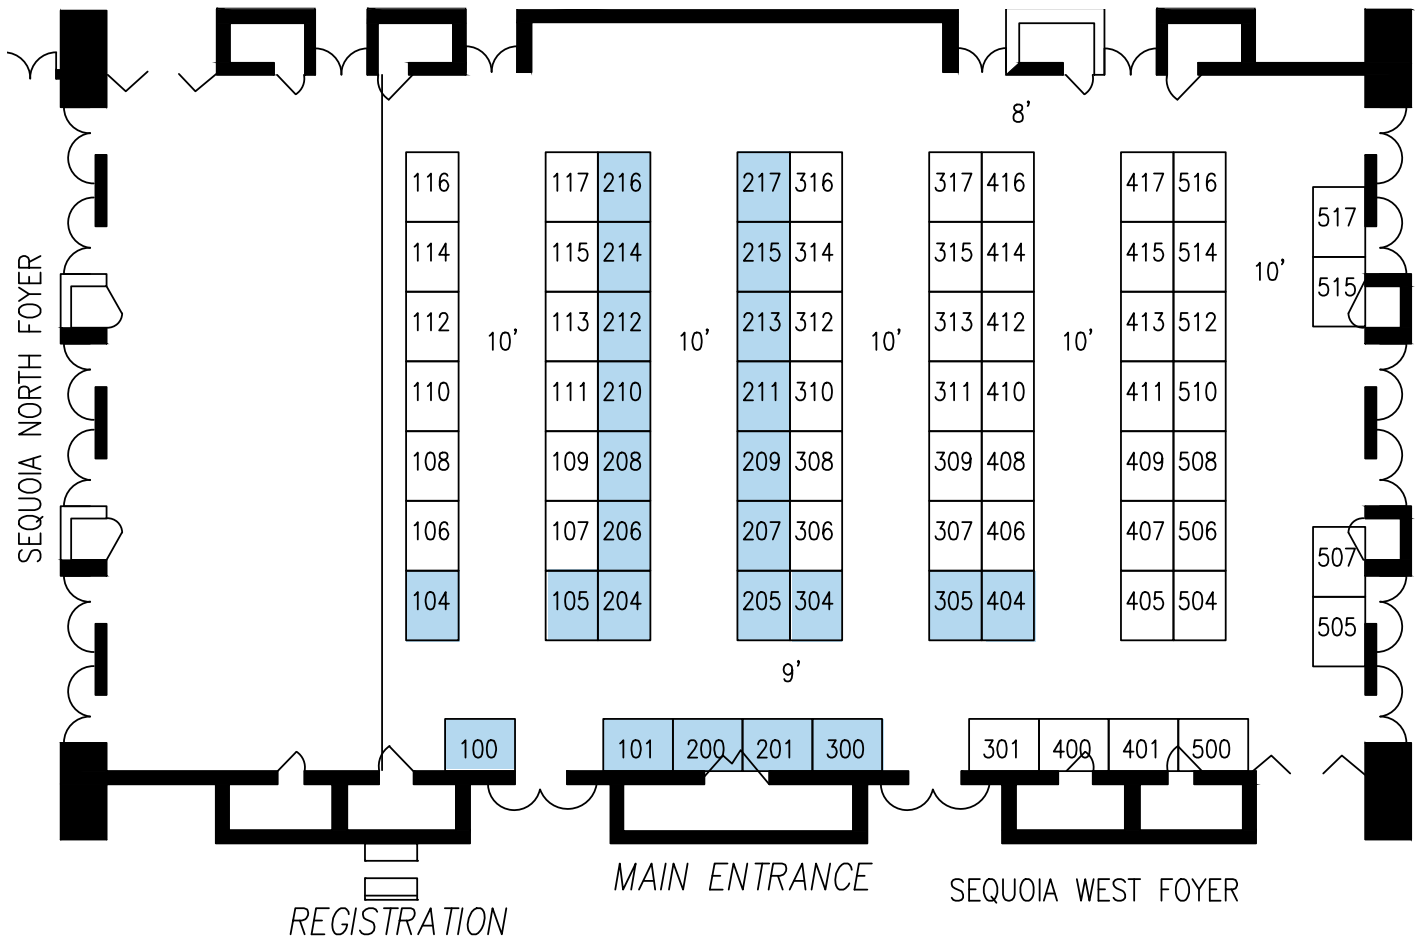 8'
116 117 216 217 316 317 416 417 516
517
114 115 214 215 314 315 414 415 514
10'
515
112 113 212 213 312 313 412 413 512
10' 10' 10' 10'
110 111 210 211 310 311 410 411 510
108 109 208 209 308 309 408 409 508
106 107 206 207 306 307 406 407 506
507
104 105 204 205 304 305 404 405 504
505
9'
100 101 200 201 300 301 400 401 500
SEQUOIA NORTH FOYER
MAIN ENTRANCE
SEQUOIA WEST FOYER
REGISTRATION